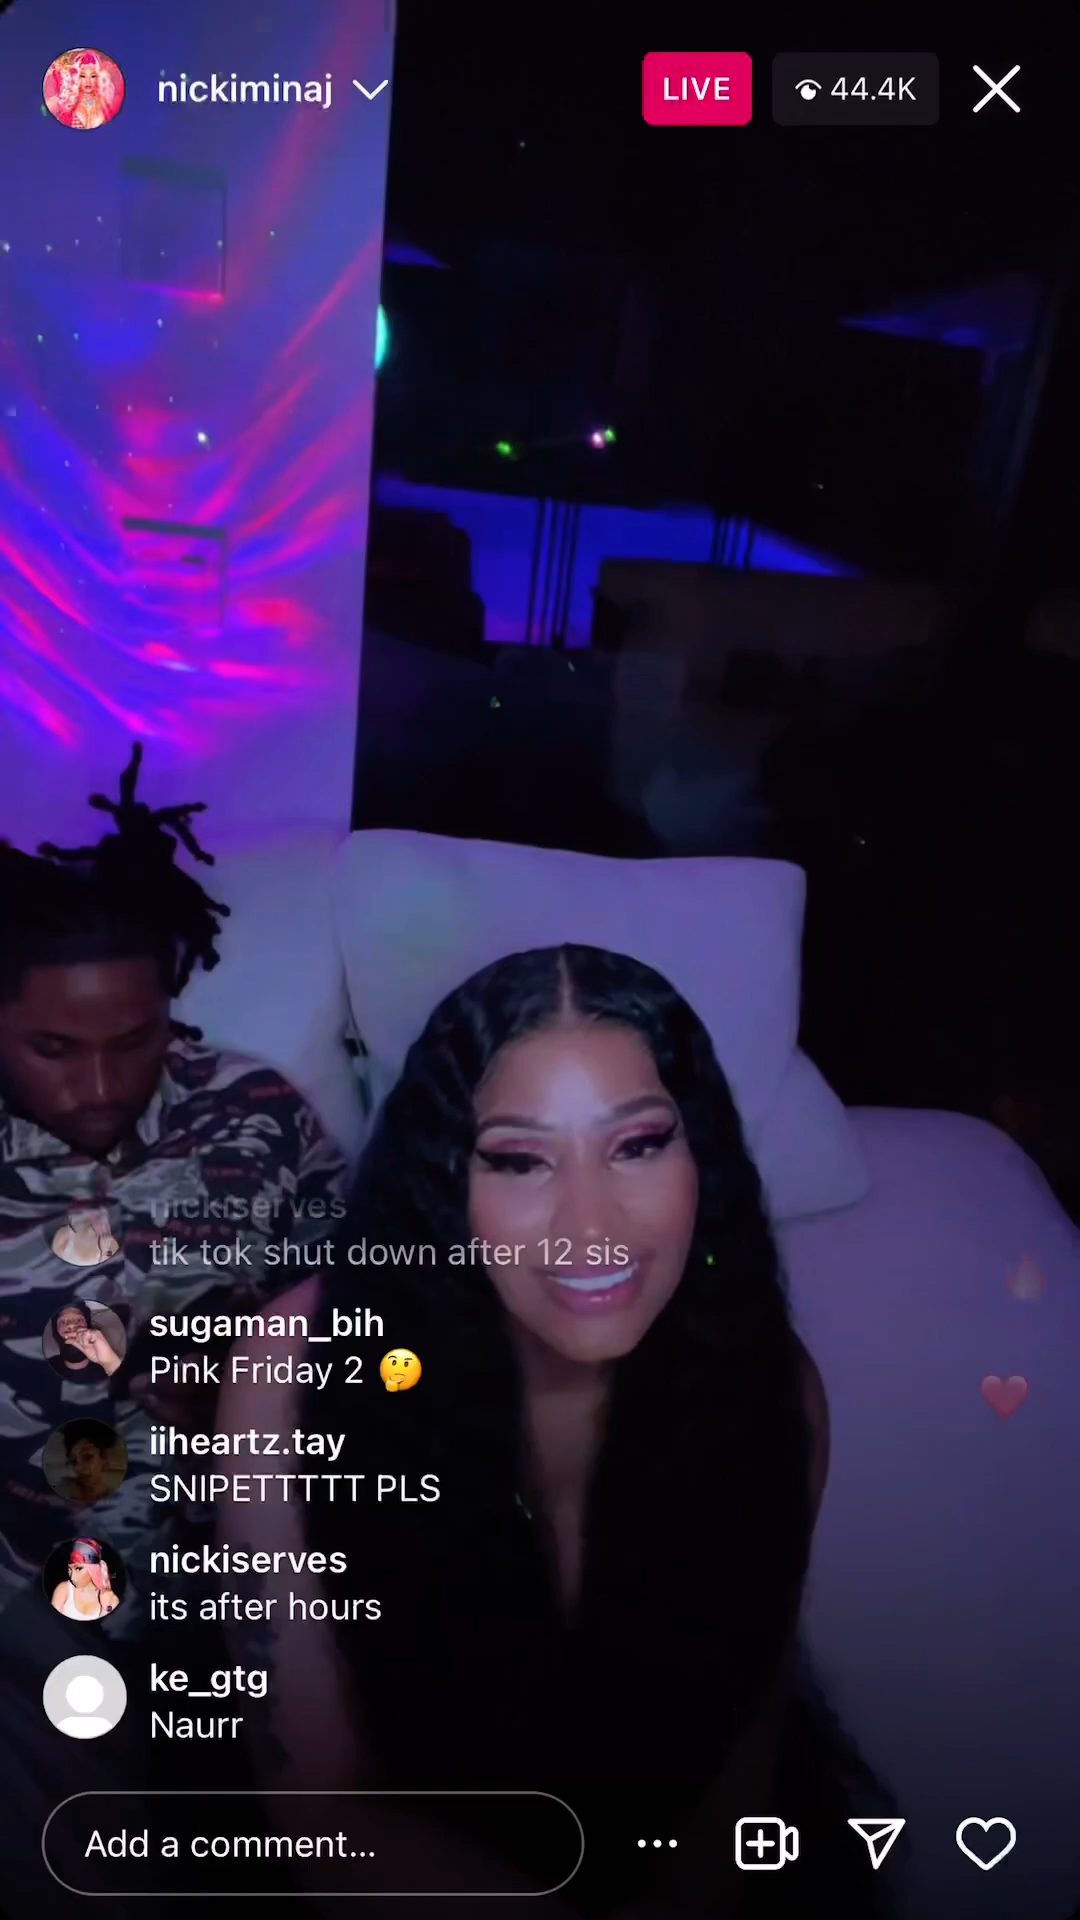 nickiminaj
LIVE
44.4K
nickiserves
tik tok shut down after 12 sis
sugaman_bih
Pink Friday 2 🤔
iiheartz.tay
SNIPETTTTT PLS
nickiserves
its after hours
ke_gtg
Naurr
Add a comment...